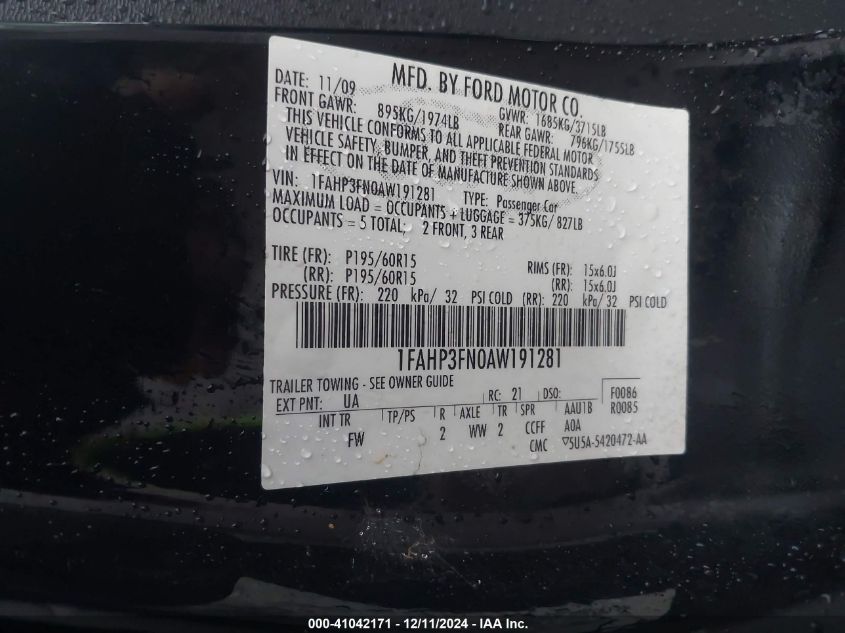 MFD. BY FORD MOTOR CO.
DATE: 11/09 GVWR: 1685KG/3715LB
FRONT GAWR: 895KG/1974LB REAR GAWR: 796KG/1755LB
THIS VEHICLE CONFORMS TO ALL APPLICABLE FEDERAL MOTOR
VEHICLE SAFETY, BUMPER, AND THEFT PREVENTION STANDARDS
IN EFFECT ON THE DATE OF MANUFACTURE SHOWN ABOVE.
VIN: 1FAHP3FN0AW191281 TYPE: Passenger Car
MAXIMUM LOAD = OCCUPANTS + LUGGAGE = 375KG/ 827LB
OCCUPANTS = 5 TOTAL; 2 FRONT, 3 REAR
TIRE (FR): P195/60R15 RIMS (FR): 15x6.0J
(RR): P195/60R15 (RR): 15x6.0J
PRESSURE (FR): 220 kPa/ 32 PSI COLD (RR): 220 kPa/ 32 PSI COLD
1FAHP3FN0AW191281
TRAILER TOWING - SEE OWNER GUIDE
EXT PNT: UA RC: 21 DSO: F0086
INT TR TP/PS R AXLE TR SPR AAU1B R0085
FW 2 WW 2 CCFF A0A
CMC ▽5U5A-5420472-AA
000-41042171 - 12/11/2024 - IAA Inc.